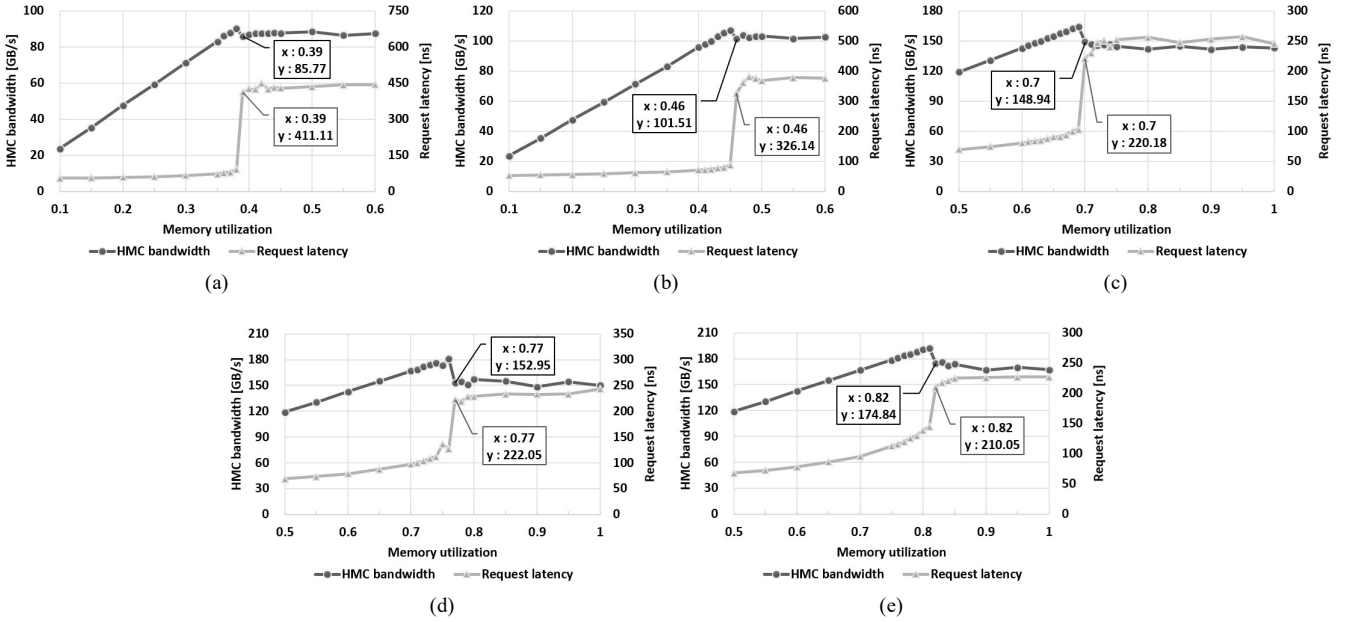 HMC bandwidth [GB/s]
100
80
60
40
20
0
750
600
450
300
150
0
Request latency [ns]
x : 0.39
y : 85.77
x : 0.39
y : 411.11
0.1 0.2 0.3 0.4 0.5 0.6
Memory utilization
HMC bandwidth Request latency
(a)
HMC bandwidth [GB/s]
120
100
80
60
40
20
0
600
500
400
300
200
100
0
Request latency [ns]
x : 0.46
y : 101.51
x : 0.46
y : 326.14
0.1 0.2 0.3 0.4 0.5 0.6
Memory utilization
HMC bandwidth Request latency
(b)
HMC bandwidth [GB/s]
180
150
120
90
60
30
0
300
250
200
150
100
50
0
Request latency [ns]
x : 0.7
y : 148.94
x : 0.7
y : 220.18
0.5 0.6 0.7 0.8 0.9 1
Memory utilization
HMC bandwidth Request latency
(c)
HMC bandwidth [GB/s]
210
180
150
120
90
60
30
0
350
300
250
200
150
100
50
0
Request latency [ns]
x : 0.77
y : 152.95
x : 0.77
y : 222.05
0.5 0.6 0.7 0.8 0.9 1
Memory utilization
HMC bandwidth Request latency
(d)
HMC bandwidth [GB/s]
210
180
150
120
90
60
30
0
300
250
200
150
100
50
0
Request latency [ns]
x : 0.82
y : 174.84
x : 0.82
y : 210.05
0.5 0.6 0.7 0.8 0.9 1
Memory utilization
HMC bandwidth Request latency
(e)